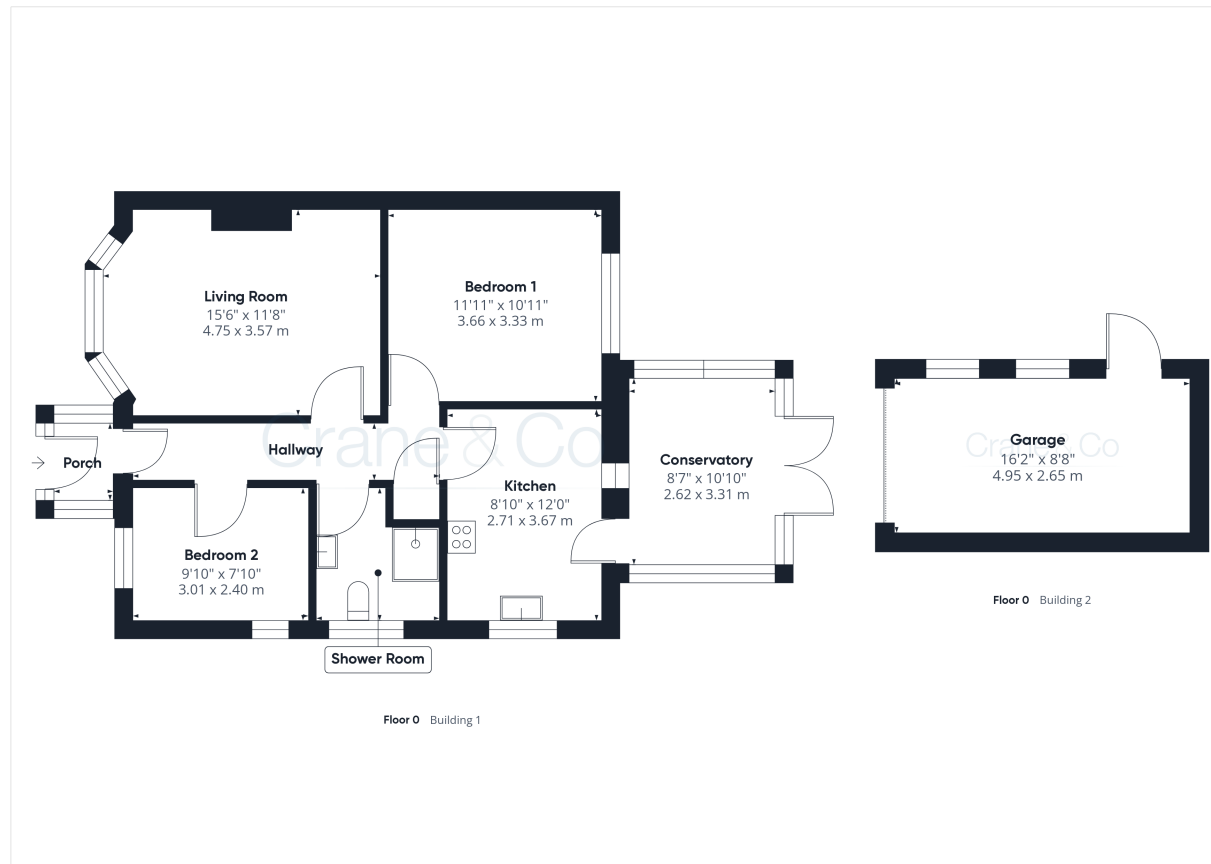 Living Room
15'6" x 11'8"
4.75 x 3.57 m
Bedroom 1
11'11" x 10'11"
3.66 x 3.33 m
Porch
Hallway
Crane & Co
Kitchen
8'10" x 12'0"
2.71 x 3.67 m
Conservatory
8'7" x 10'10"
2.62 x 3.31 m
Bedroom 2
9'10" x 7'10"
3.01 x 2.40 m
Shower Room
Floor 0 Building 1
Garage
Crane & Co
16'2" x 8'8"
4.95 x 2.65 m
Floor 0 Building 2